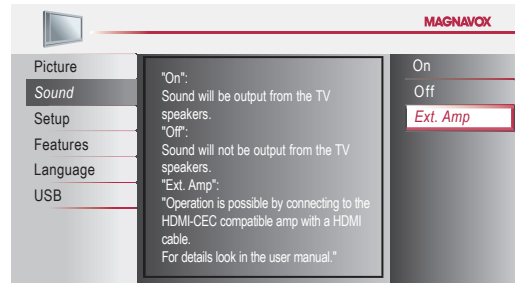 MAGNAVOX
Picture
Sound
Setup
Features
Language
USB
"On":
Sound will be output from the TV
speakers.
"Off":
Sound will not be output from the TV
speakers.
"Ext. Amp":
"Operation is possible by connecting to the
HDMI-CEC compatible amp with a HDMI
cable.
For details look in the user manual."
On
Off
Ext. Amp